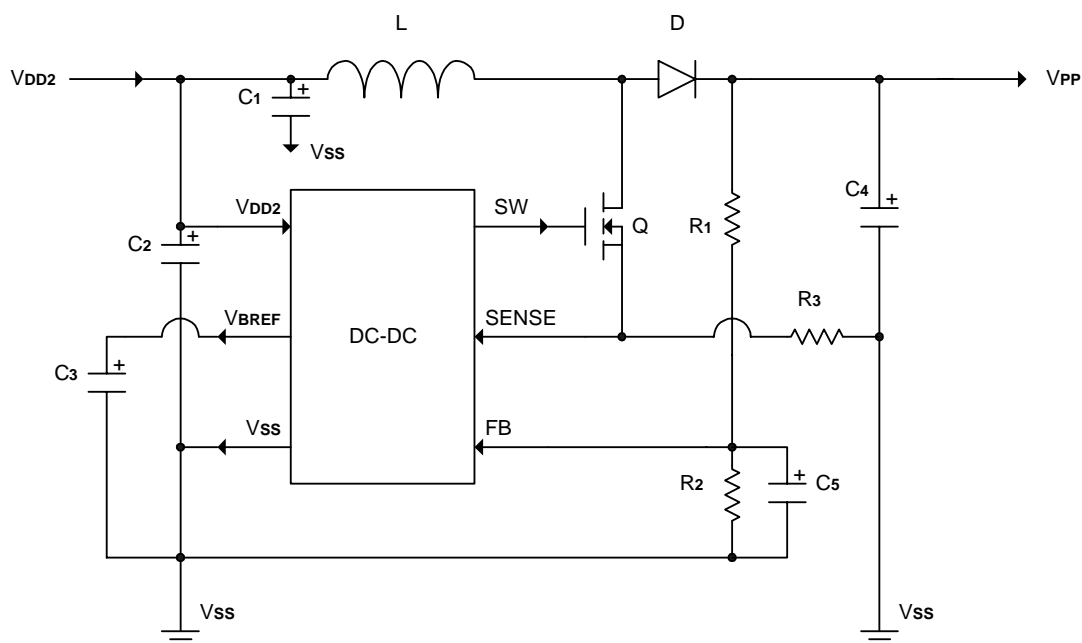 L
D
VDD2
C1
+
VSS
VPP
VDD2
SW
C2
+
Q
R1
C4
+
VBREF
DC-DC
SENSE
R3
C3
+
VSS
FB
R2
+
C5
VSS
VSS